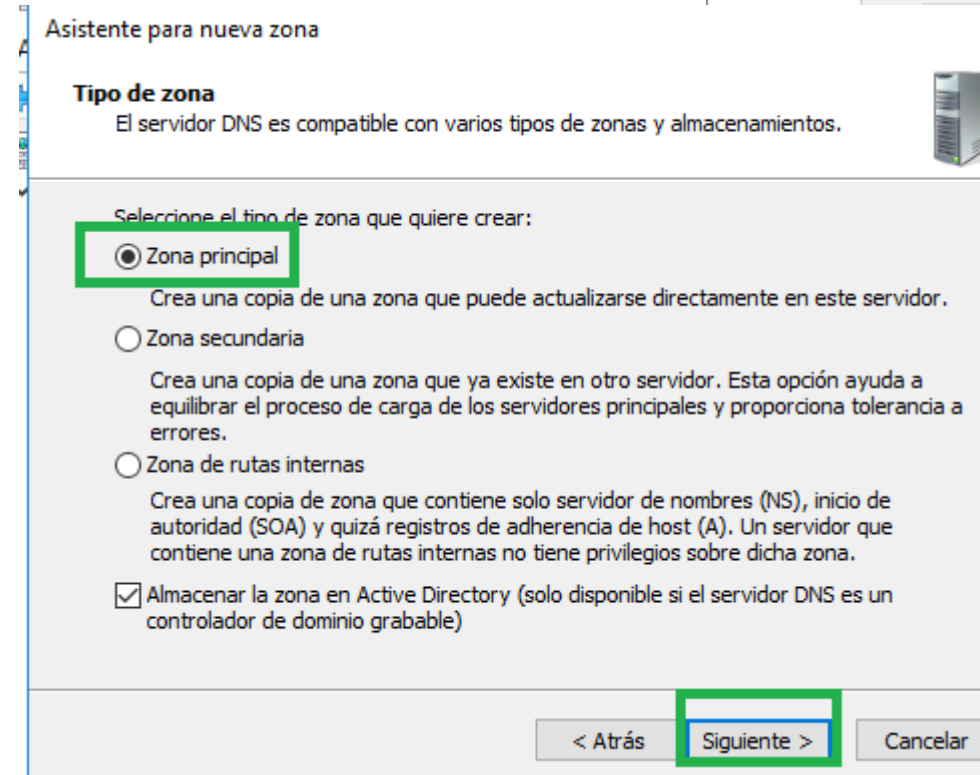 Asistente para nueva zona
Tipo de zona
El servidor DNS es compatible con varios tipos de zonas y almacenamientos.
Seleccione el tipo de zona que quiere crear:
Zona principal
Crea una copia de una zona que puede actualizarse directamente en este servidor.
Zona secundaria
Crea una copia de una zona que ya existe en otro servidor. Esta opción ayuda a
equilibrar el proceso de carga de los servidores principales y proporciona tolerancia a
errores.
Zona de rutas internas
Crea una copia de zona que contiene solo servidor de nombres (NS), inicio de
autoridad (SOA) y quizá registros de adherencia de host (A). Un servidor que
contiene una zona de rutas internas no tiene privilegios sobre dicha zona.
Almacenar la zona en Active Directory (solo disponible si el servidor DNS es un
controlador de dominio grabable)
< Atrás Siguiente > Cancelar